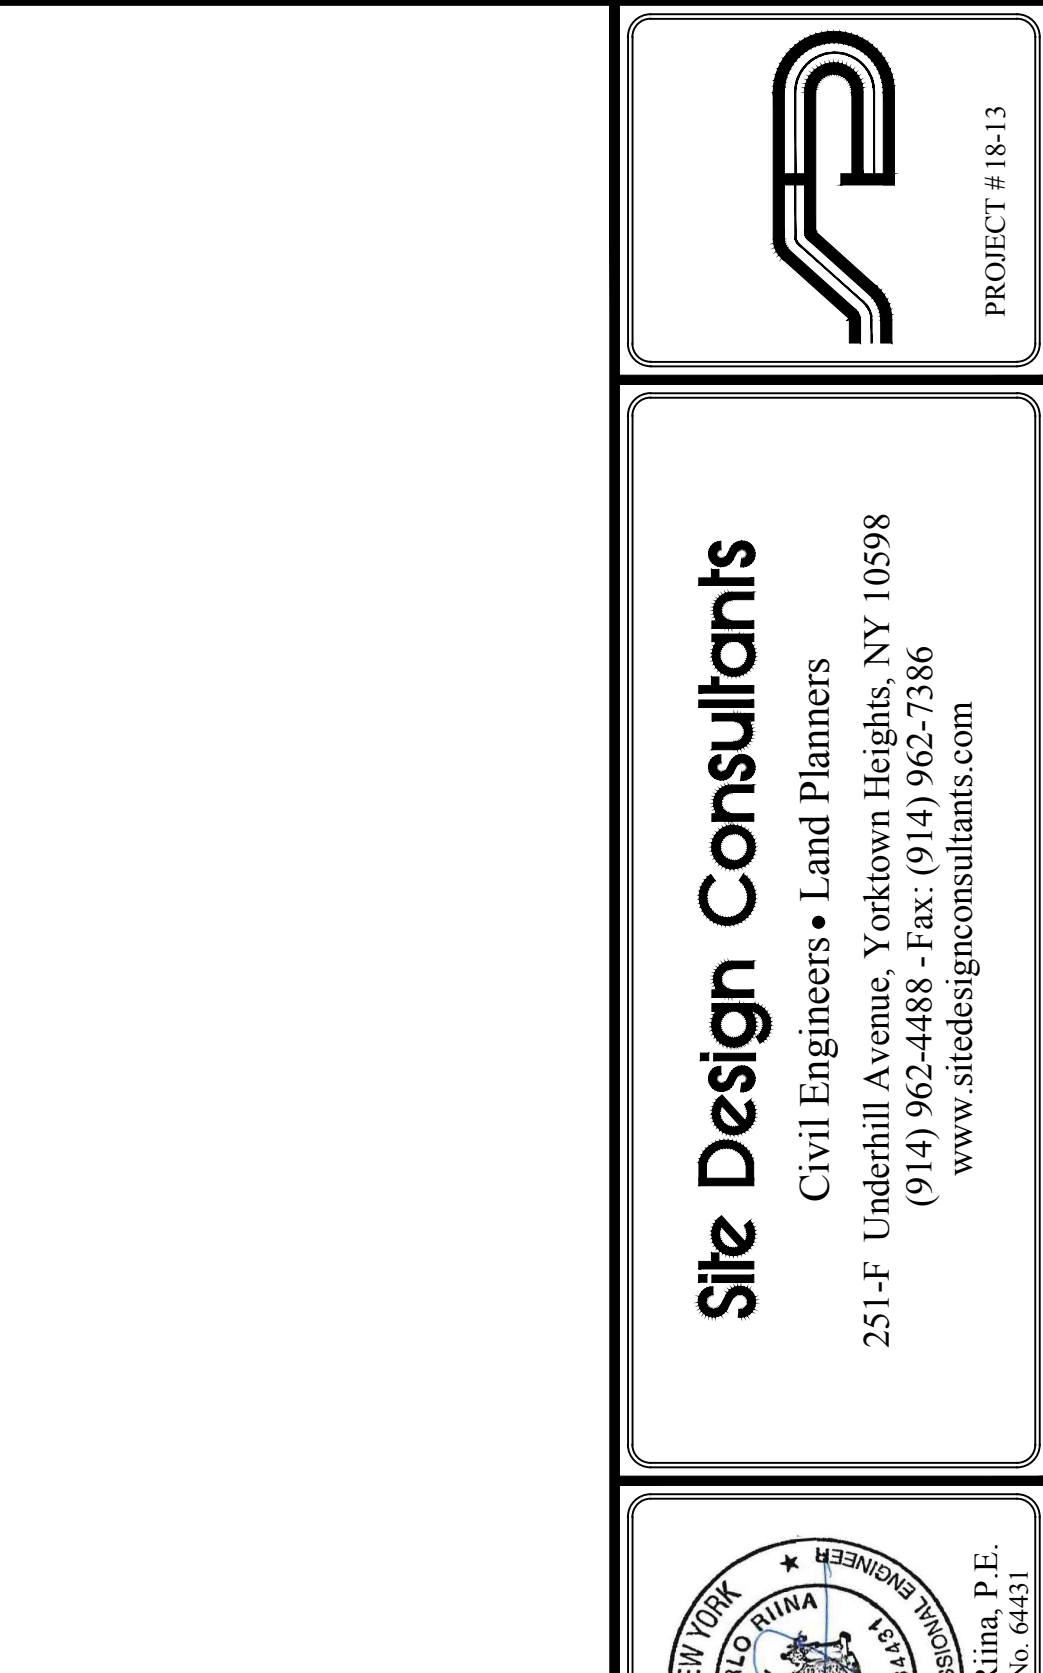 PROJECT # 18-13
Site Design Consultants
Civil Engineers • Land Planners
251-F Underhill Avenue, Yorktown Heights, NY 10598
(914) 962-4488 - Fax: (914) 962-7386
www.sitedesignconsultants.com
YORK
RIINA
ENGINEER
Riina, P.E.
No. 64431